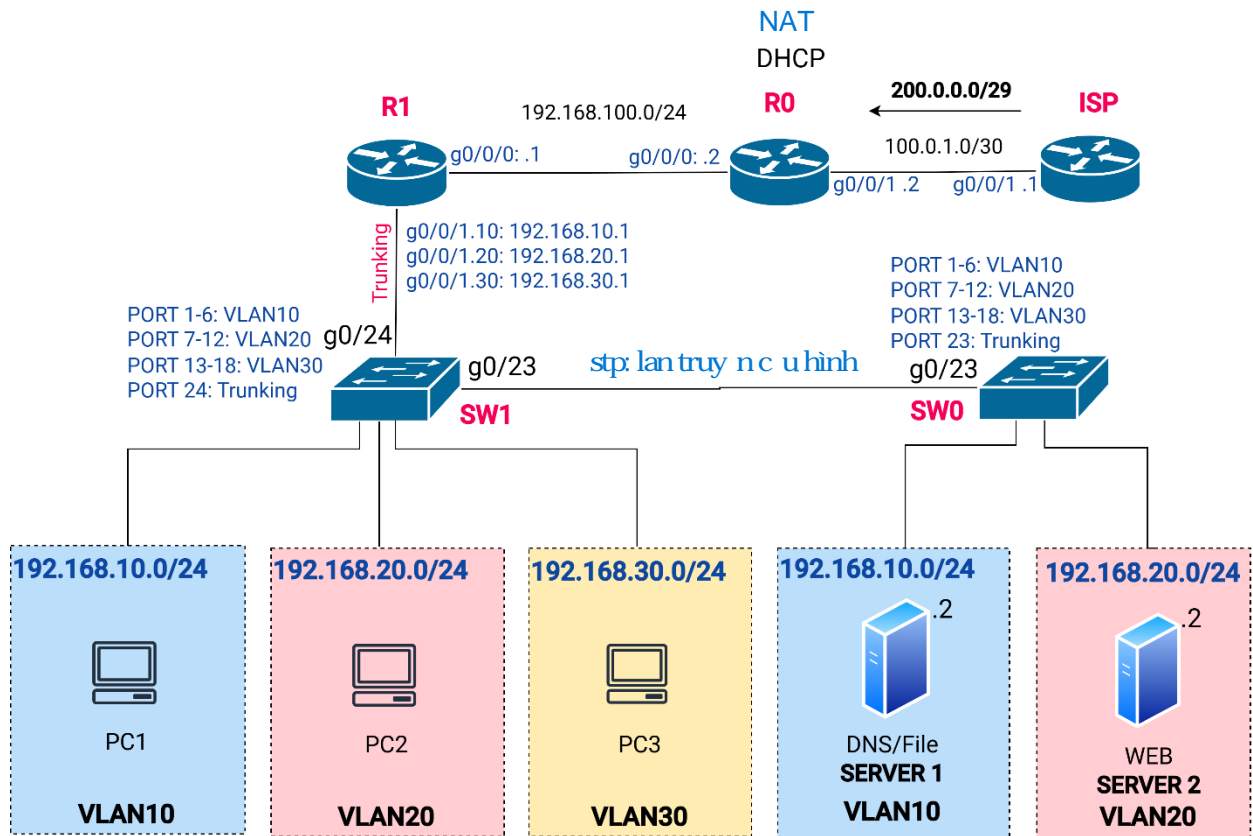 NAT
DHCP
R1
192.168.100.0/24
R0
200.0.0.0/29
ISP
100.0.1.0/30
g0/0/0: .1
g0/0/0: .2
g0/0/1 .2
g0/0/1 .1
Trunking
g0/0/1.10: 192.168.10.1
g0/0/1.20: 192.168.20.1
g0/0/1.30: 192.168.30.1
PORT 1-6: VLAN10
PORT 7-12: VLAN20
PORT 13-18: VLAN30
PORT 23: Trunking
PORT 1-6: VLAN10
PORT 7-12: VLAN20
PORT 13-18: VLAN30
PORT 24: Trunking
g0/24
g0/23
stp: lan truy n c u hình
g0/23
SW1
SW0
192.168.10.0/24
PC1
VLAN10
192.168.20.0/24
PC2
VLAN20
192.168.30.0/24
PC3
VLAN30
192.168.10.0/24
.2
DNS/File
SERVER 1
VLAN10
192.168.20.0/24
.2
WEB
SERVER 2
VLAN20